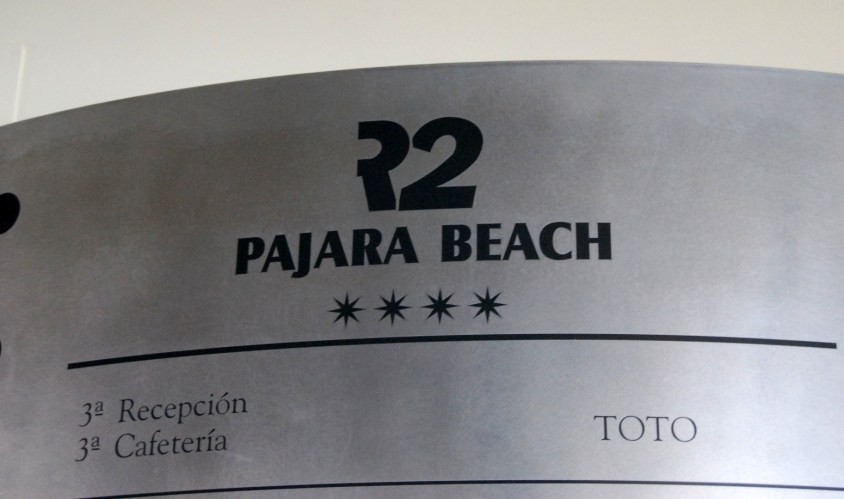 R2
PAJARA BEACH
3ª Recepción
3ª Cafetería
TOTO